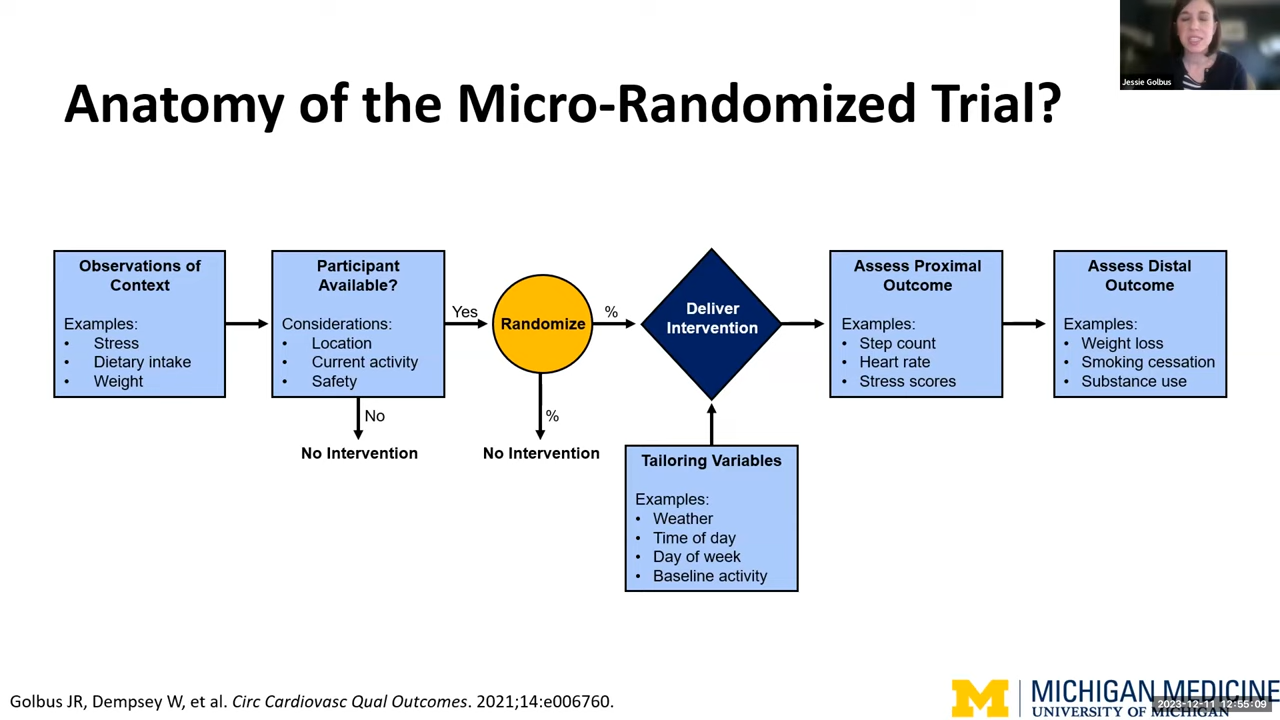 Jessie Golbus
Anatomy of the Micro-Randomized Trial?
Observations of
Context
Examples:
• Stress
• Dietary intake
• Weight
Participant
Available?
Considerations:
• Location
• Current activity
• Safety
Yes
No
No Intervention
Randomize
%
%
No Intervention
Deliver
Intervention
Tailoring Variables
Examples:
• Weather
• Time of day
• Day of week
• Baseline activity
Assess Proximal
Outcome
Examples:
• Step count
• Heart rate
• Stress scores
Assess Distal
Outcome
Examples:
• Weight loss
• Smoking cessation
• Substance use
Golbus JR, Dempsey W, et al. Circ Cardiovasc Qual Outcomes. 2021;14:e006760.
M
MICHIGAN MEDICINE
UNIVERSITY OF MICHIGAN
2023-12-11 12:55:09